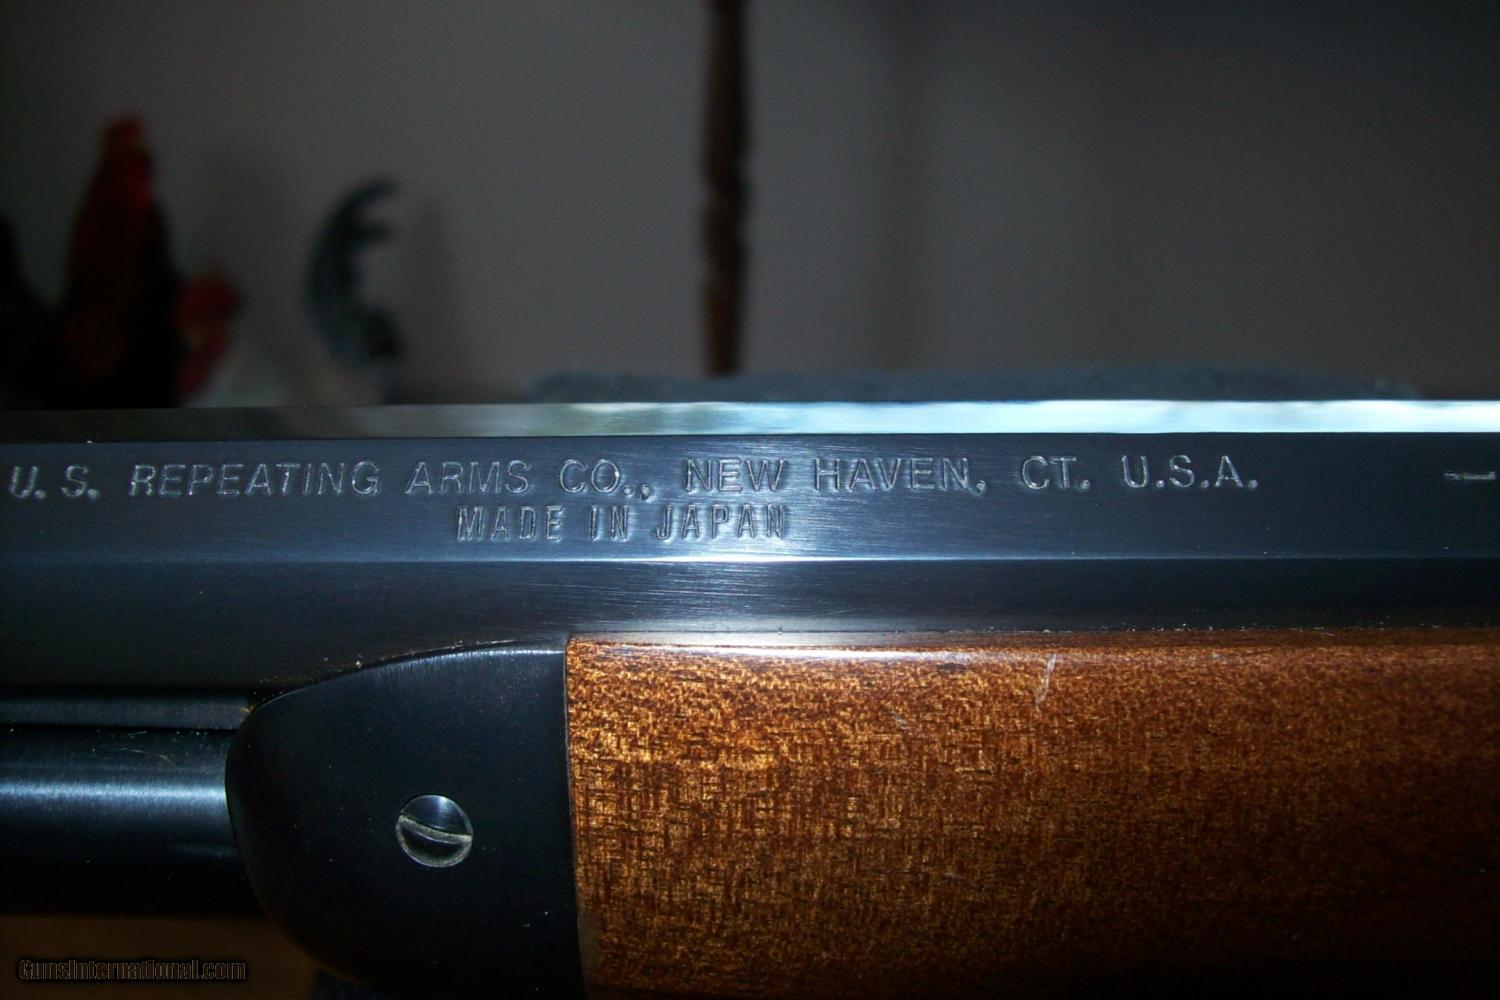 U.S. REPEATING ARMS CO., NEW HAVEN, CT. U.S.A.
MADE IN JAPAN
GunsInternational.com